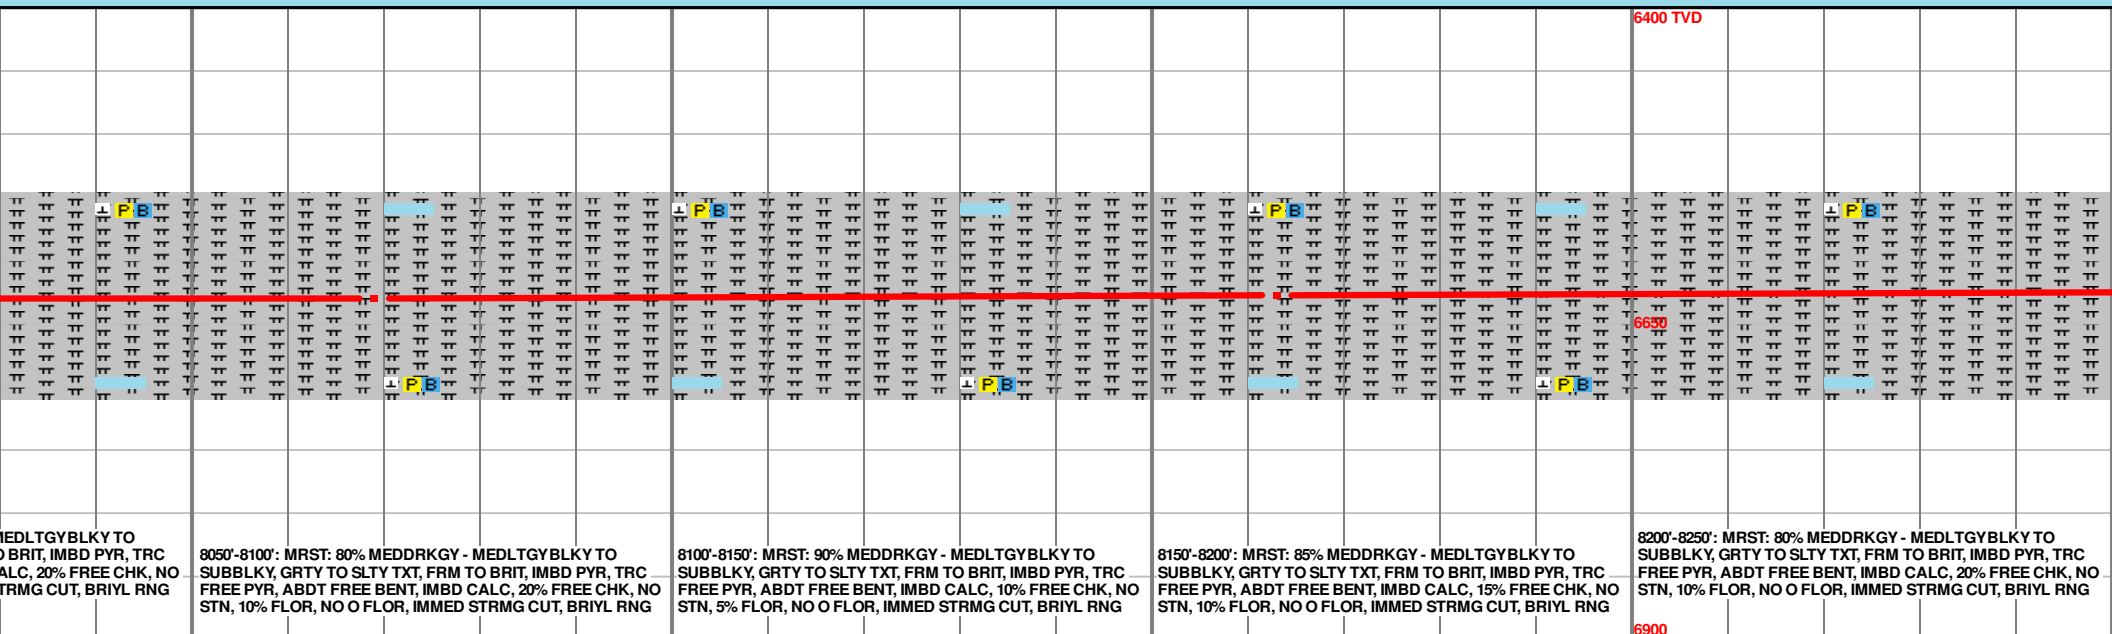 6400 TVD
P B
P B
P B
P B
6650
P B
P B
P B
MEDLTGYBLKY TO
BRIT, IMBD PYR, TRC
ALC, 20% FREE CHK, NO
TRMG CUT, BRIYL RNG
8050'-8100': MRST: 80% MEDDRKGY - MEDLTGYBLKY TO
SUBBLKY, GRTY TO SLTY TXT, FRM TO BRIT, IMBD PYR, TRC
FREE PYR, ABDT FREE BENT, IMBD CALC, 20% FREE CHK, NO
STN, 10% FLOR, NO O FLOR, IMMED STRMG CUT, BRIYL RNG
8100'-8150': MRST: 90% MEDDRKGY - MEDLTGYBLKY TO
SUBBLKY, GRTY TO SLTY TXT, FRM TO BRIT, IMBD PYR, TRC
FREE PYR, ABDT FREE BENT, IMBD CALC, 10% FREE CHK, NO
STN, 5% FLOR, NO O FLOR, IMMED STRMG CUT, BRIYL RNG
8150'-8200': MRST: 85% MEDDRKGY - MEDLTGYBLKY TO
SUBBLKY, GRTY TO SLTY TXT, FRM TO BRIT, IMBD PYR, TRC
FREE PYR, ABDT FREE BENT, IMBD CALC, 15% FREE CHK, NO
STN, 10% FLOR, NO O FLOR, IMMED STRMG CUT, BRIYL RNG
8200'-8250': MRST: 80% MEDDRKGY - MEDLTGYBLKY TO
SUBBLKY, GRTY TO SLTY TXT, FRM TO BRIT, IMBD PYR, TRC
FREE PYR, ABDT FREE BENT, IMBD CALC, 20% FREE CHK, NO
STN, 10% FLOR, NO O FLOR, IMMED STRMG CUT, BRIYL RNG
6900